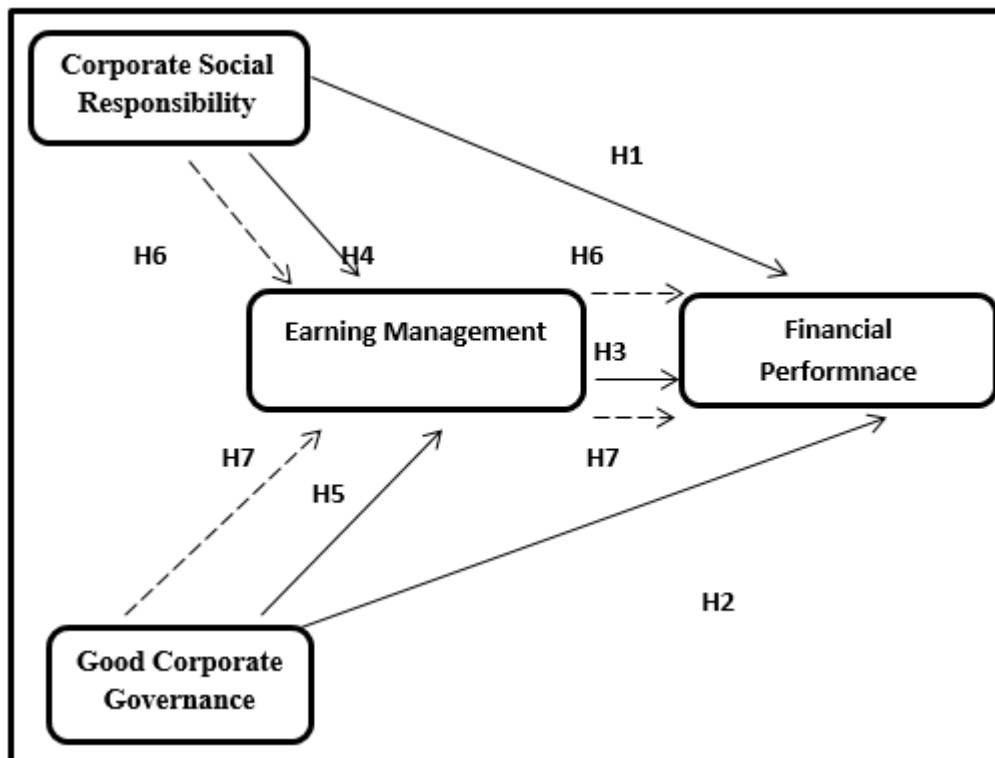 Corporate Social
Responsibility
H1
H6
H4
H6
Earning Management
Financial
Performnace
H3
H7
H7
H5
H2
Good Corporate
Governance